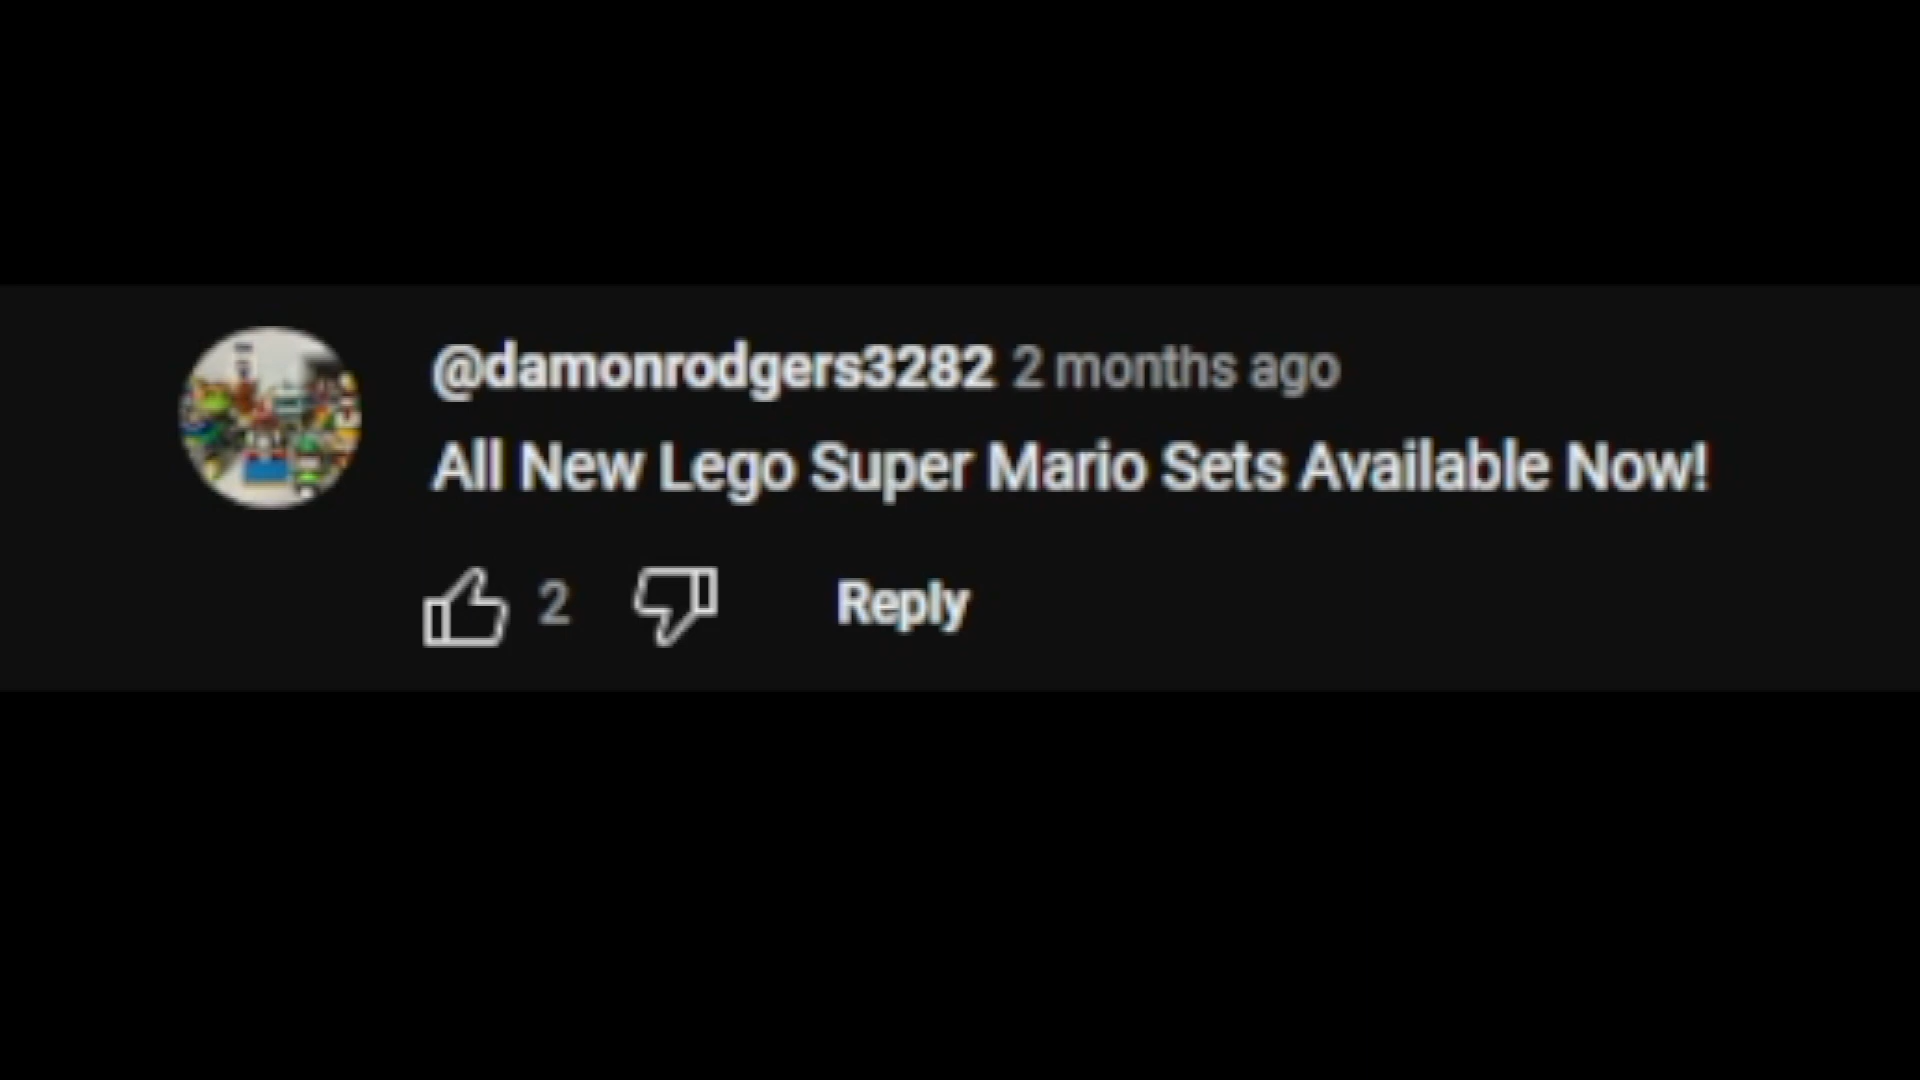 @damonrodgers3282 2 months ago
All New Lego Super Mario Sets Available Now!
2 Reply